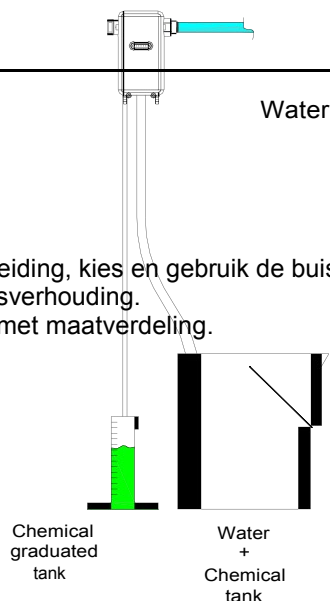 Water
eiding, kies en gebruik de buis
sverhouding.
met maatverdeling.
Chemical
graduated
tank
Water
+
Chemical
tank